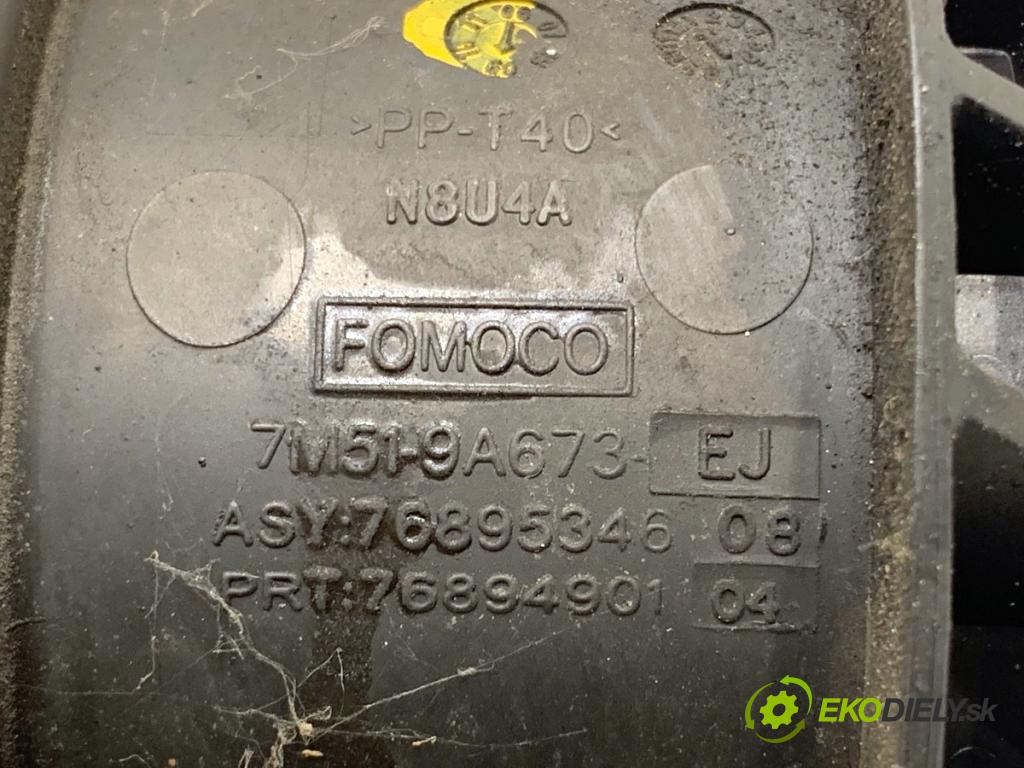 >PP-T40<
N8U4A
FOMOCO
7M51-9A673-EJ
ASY:76895346 08
PRT:76894901 04
EKODIELY.sk